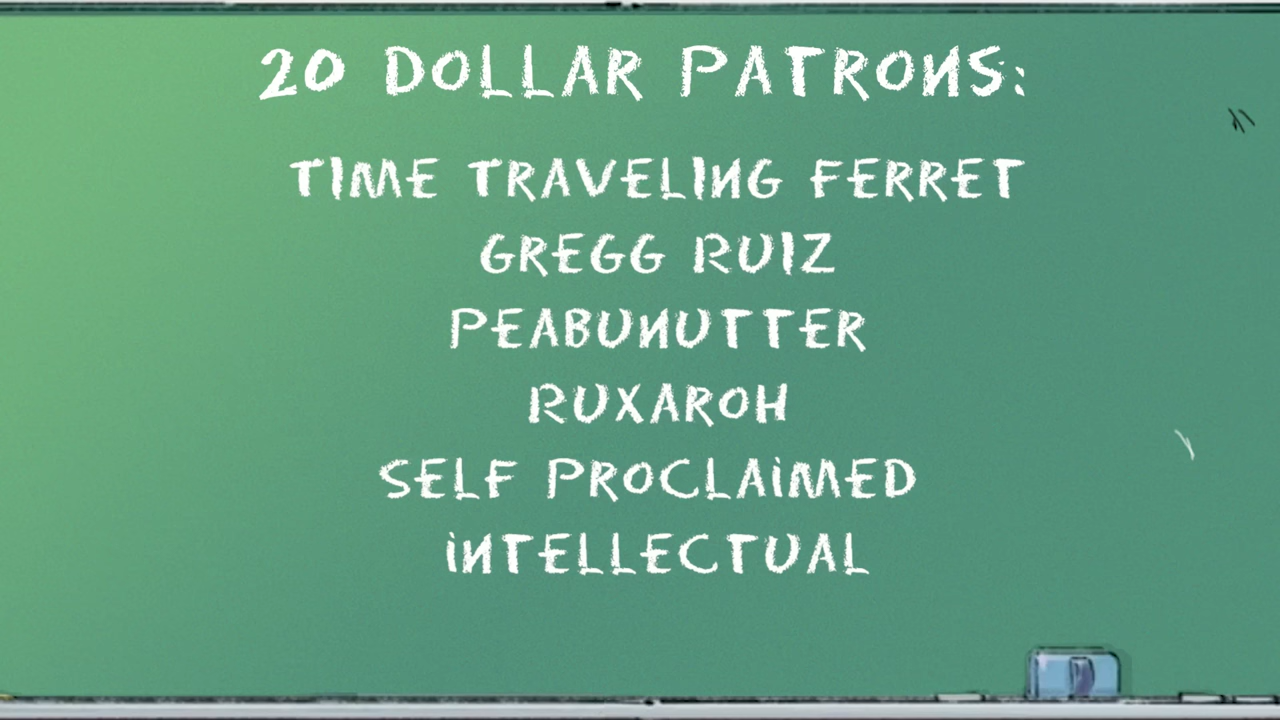 20 DOLLAR PATRONS:
TIME TRAVELING FERRET
GREGG RUIZ
PEABUNUTTER
RUXAROH
SELF PROCLAIMED
INTELLECTUAL